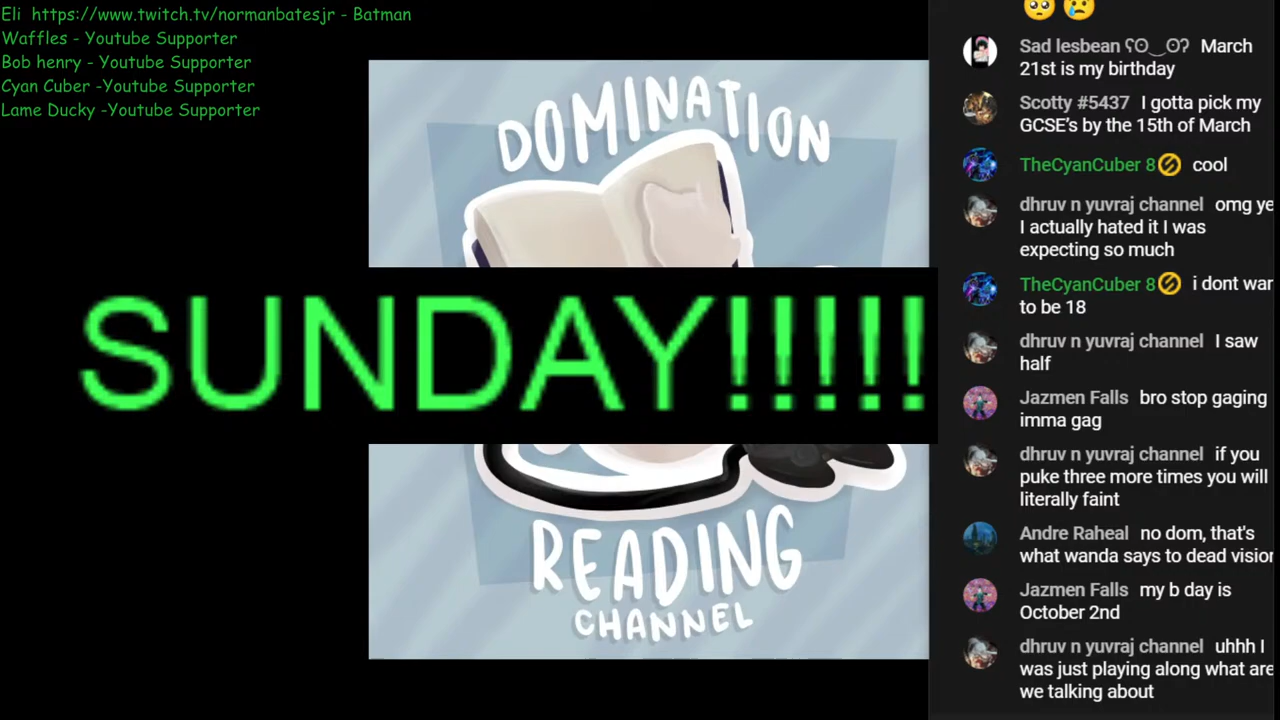 Eli https://www.twitch.tv/normanbatesjr - Batman
Waffles - Youtube Supporter
Bob henry - Youtube Supporter
Cyan Cuber -Youtube Supporter
Lame Ducky -Youtube Supporter
DOMINATION
SUNDAY!!!!!
READING
CHANNEL
Sad lesbean ʕʘ‿ʘʔ March
21st is my birthday
Scotty #5437 I gotta pick my
GCSE’s by the 15th of March
TheCyanCuber 8 cool
dhruv n yuvraj channel omg ye
I actually hated it I was
expecting so much
TheCyanCuber 8 i dont wan
to be 18
dhruv n yuvraj channel I saw
half
Jazmen Falls bro stop gaging
imma gag
dhruv n yuvraj channel if you
puke three more times you will
literally faint
Andre Raheal no dom, that's
what wanda says to dead vision
Jazmen Falls my b day is
October 2nd
dhruv n yuvraj channel uhhh I
was just playing along what are
we talking about